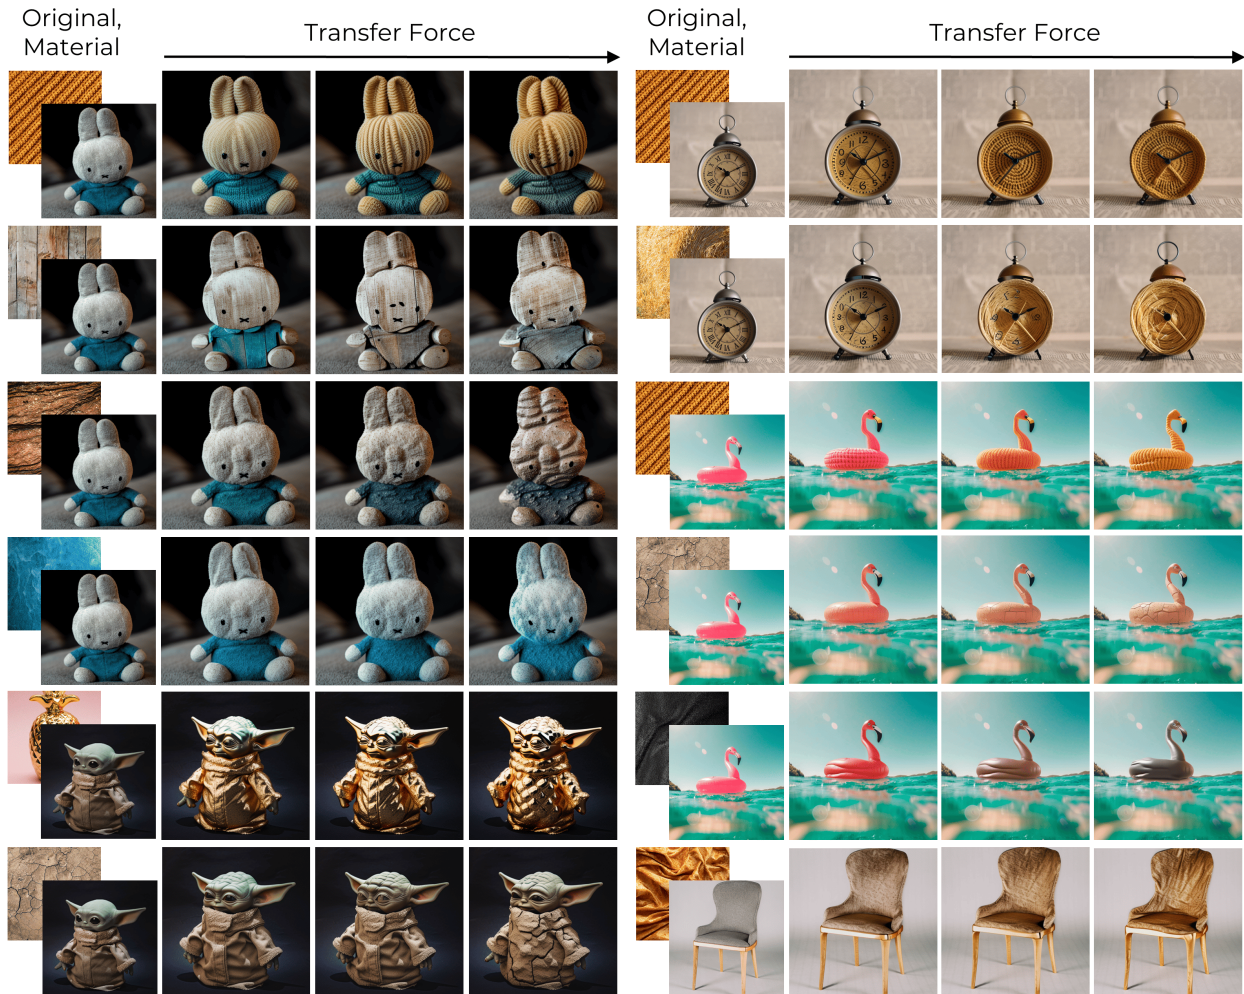 Original,
Material
Transfer Force
Original,
Material
Transfer Force